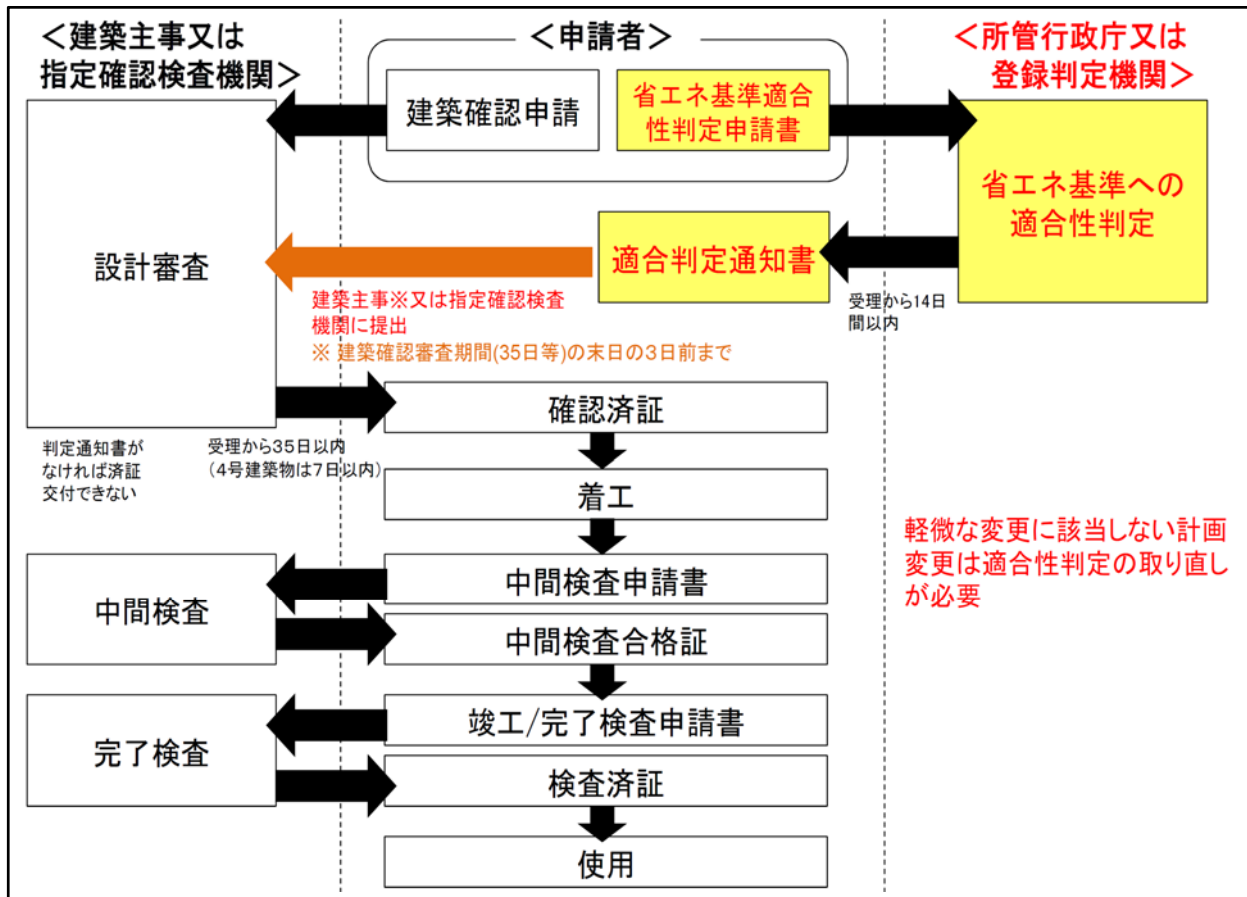 ＜建築主事又は
指定確認検査機関＞
＜申請者＞
＜所管行政庁又は
登録判定機関＞
建築確認申請
省エネ基準適合
性判定申請書
省エネ基準への
適合性判定
設計審査
適合判定通知書
受理から14日
間以内
建築主事※又は指定確認検査
機関に提出
※ 建築確認審査期間(35日等)の末日の3日前まで
確認済証
判定通知書が
なければ済証
交付できない
受理から35日以内
（4号建築物は7日以内）
着工
軽微な変更に該当しない計画
変更は適合性判定の取り直し
が必要
中間検査
中間検査申請書
中間検査合格証
完了検査
竣工/完了検査申請書
検査済証
使用